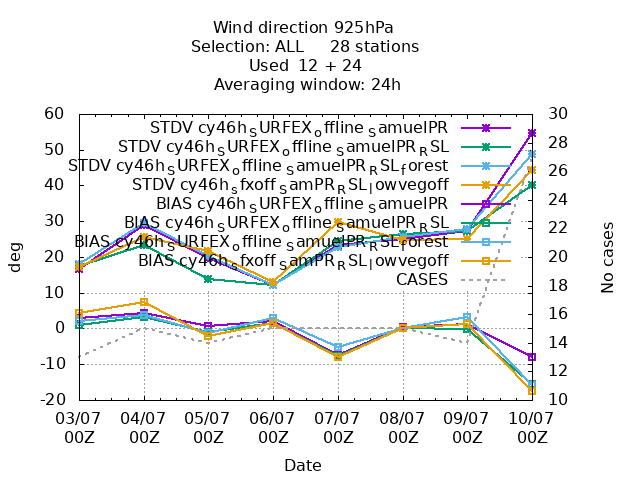 Wind direction 925hPa
Selection: ALL 28 stations
Used 12 + 24
Averaging window: 24h
60 30
50 28
40 26
30 24
20 22
10 20
0 18
-10 16
-20 14
12
10
deg
No cases
STDV cy46h_SURFEX_offline_SamuelPR
STDV cy46h_SURFEX_offline_SamuelPR_RSL
STDV cy46h_SURFEX_offline_SamuelPR_RSL_forest
STDV cy46h_sfxoff_SamPR_RSL_lowvegoff
BIAS cy46h_SURFEX_offline_SamuelPR
BIAS cy46h_SURFEX_offline_SamuelPR_RSL
BIAS cy46h_SURFEX_offline_SamuelPR_RSL_forest
BIAS cy46h_sfxoff_SamPR_RSL_lowvegoff
CASES
03/07 04/07 05/07 06/07 07/07 08/07 09/07 10/07
00Z 00Z 00Z 00Z 00Z 00Z 00Z 00Z
Date